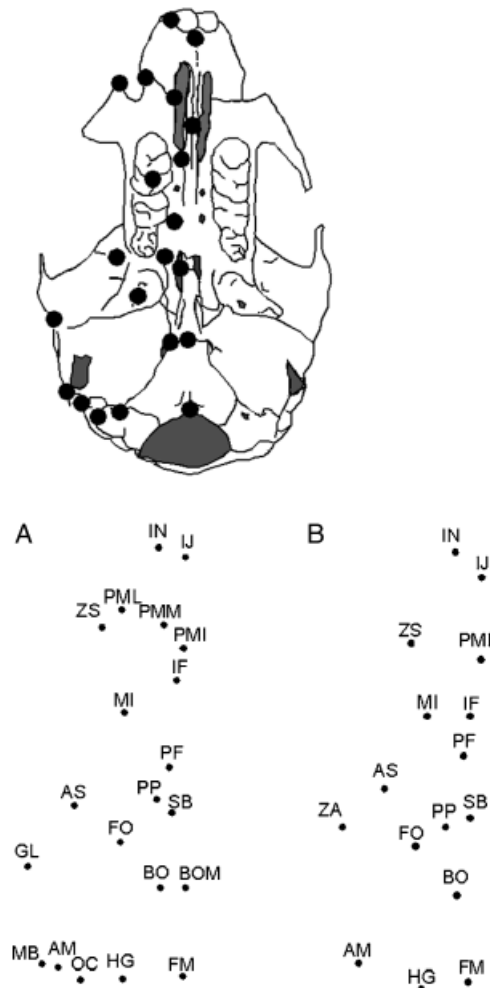 A
IN
IJ
PML
ZS
PMM
PMI
IF
MI
PF
AS
PP
SB
FO
GL
BO
BOM
MB
AM
OC
HG
FM
B
IN
IJ
ZS
PMI
MI
IF
PF
AS
ZA
PP
SB
FO
BO
AM
HG
FM